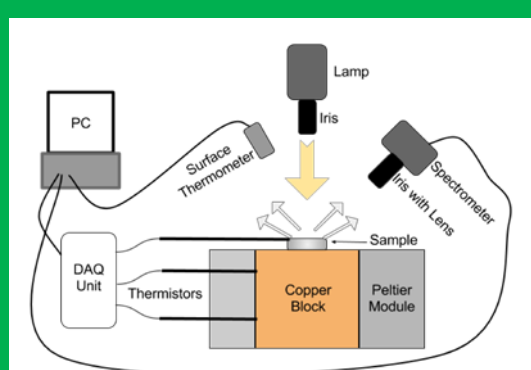 Lamp
Iris
PC
Surface
Thermometer
Spectrometer
Iris with Lens
Sample
DAQ
Unit
Thermistors
Copper
Block
Peltier
Module